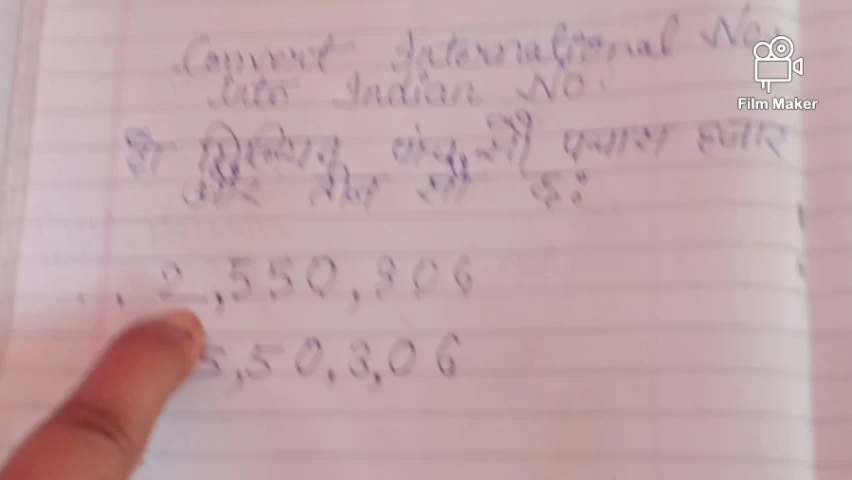 Convert International No.
Into Indian No.
दो मिलियन पांच सौ पचास हजार
और तीन सौ छः
2,550,306
5,50,3,06
Film Maker